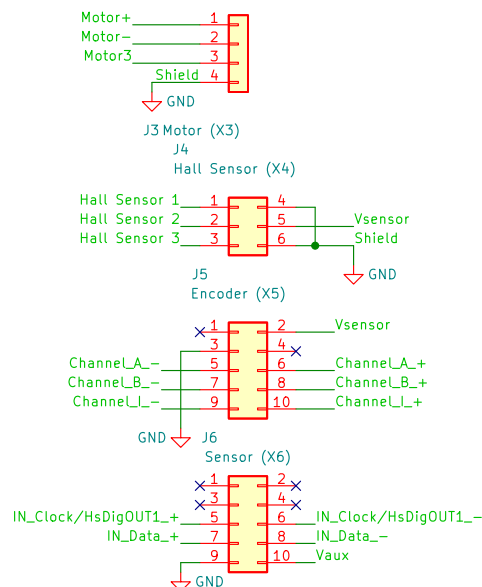 Motor+ 1
Motor- 2
Motor3 3
Shield 4
GND
J3 Motor (X3)
J4
Hall Sensor (X4)
Hall Sensor 1 1 4
Hall Sensor 2 2 5 Vsensor
Hall Sensor 3 3 6 Shield
GND
J5
Encoder (X5)
1 2 Vsensor
3 4
Channel_A_- 5 6 Channel_A_+
Channel_B_- 7 8 Channel_B_+
Channel_I_- 9 10 Channel_I_+
GND J6
Sensor (X6)
1 2
3 4
IN_Clock/HsDigOUT1_+ 5 6 IN_Clock/HsDigOUT1_-
IN_Data_+ 7 8 IN_Data_-
9 10 Vaux
GND